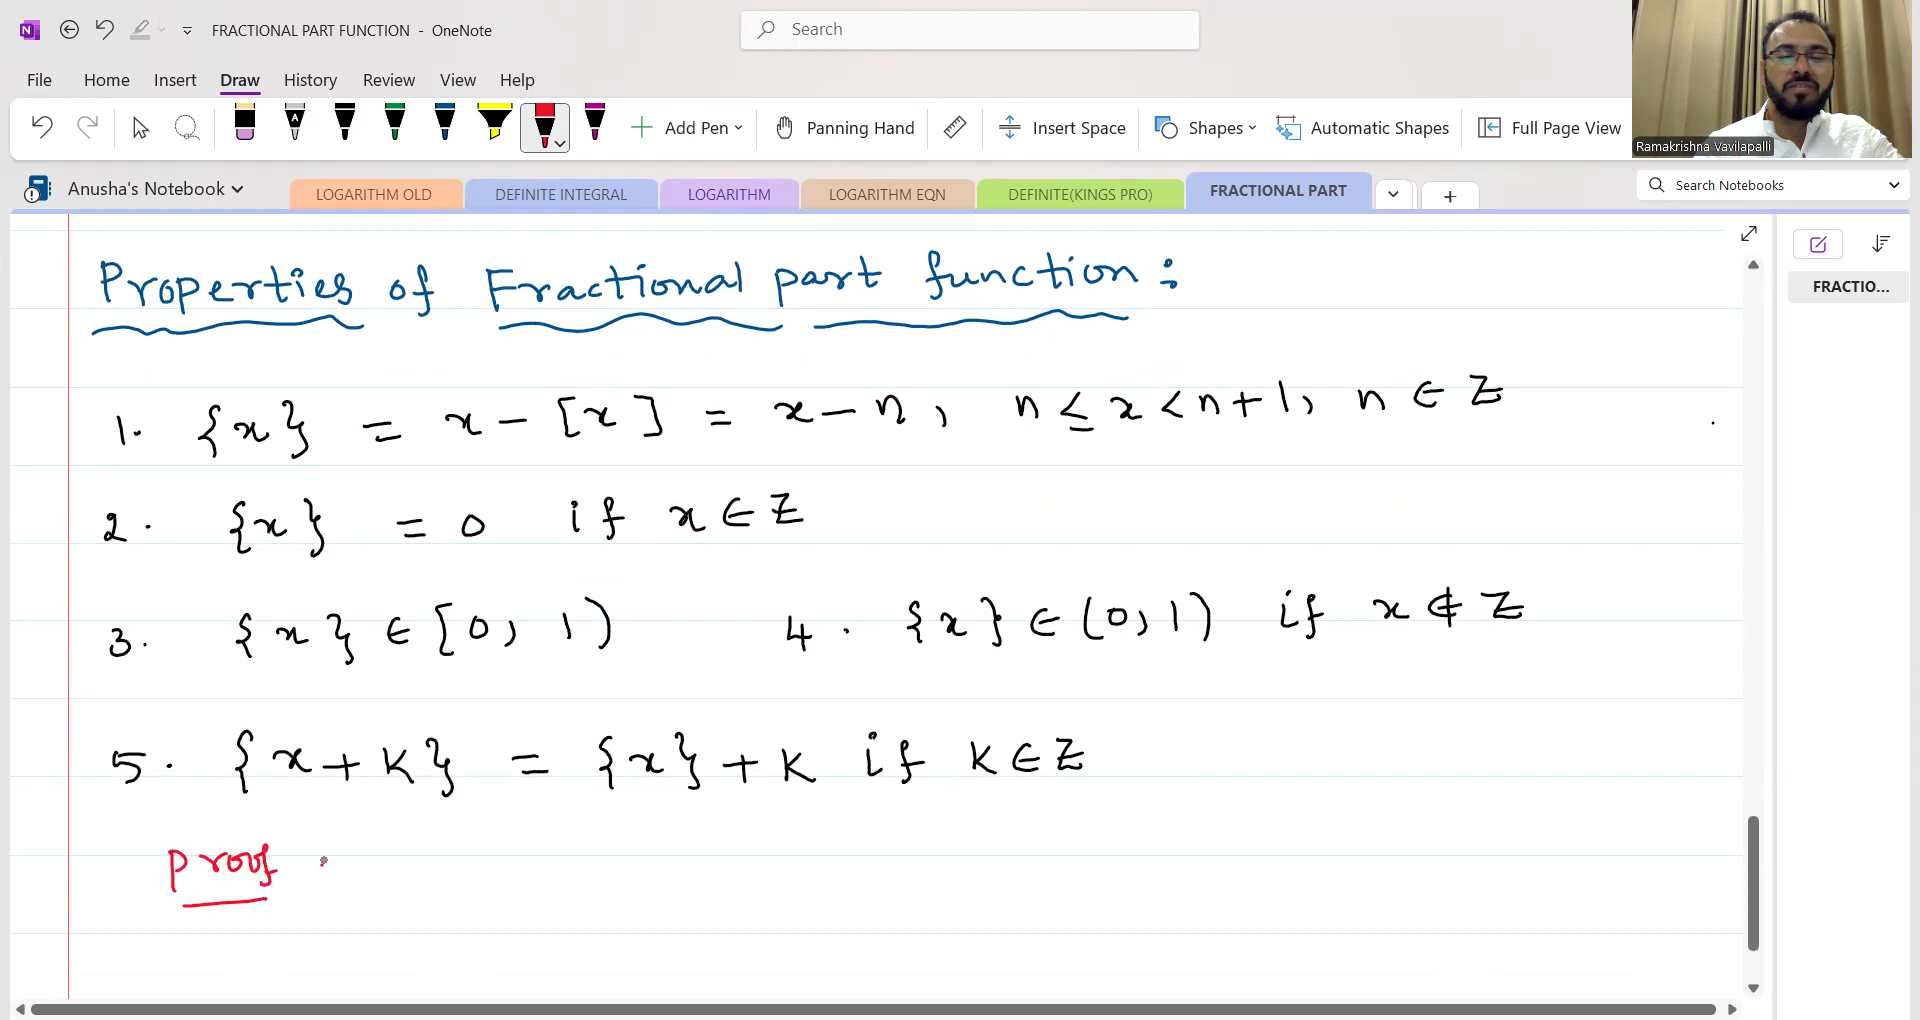 FRACTIONAL PART FUNCTION - OneNote
Search
File Home Insert Draw History Review View Help
Add Pen Panning Hand Insert Space Shapes Automatic Shapes Full Page View
Ramakrishna Vavilapalli
Anusha's Notebook LOGARITHM OLD DEFINITE INTEGRAL LOGARITHM LOGARITHM EQN DEFINITE(KINGS PRO) FRACTIONAL PART + Search Notebooks
FRACTIO...
Properties of Fractional part function :
1. {x} = x - [x] = x - n, n ≤ x < n+1, n ∈ Z
2. {x} = 0 if x ∈ Z
3. {x} ∈ [0, 1) 4. {x} ∈ (0, 1) if x ∉ Z
5. {x + K} = {x} + K if K ∈ Z
Proof